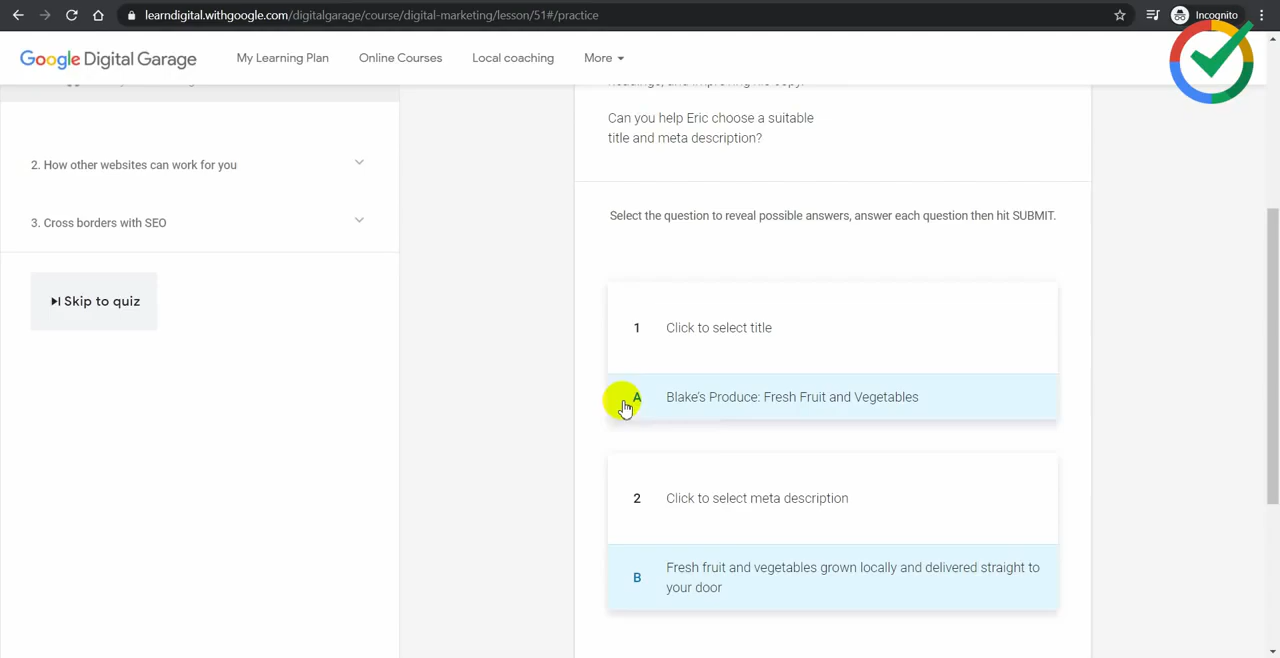 learndigital.withgoogle.com/digitalgarage/course/digital-marketing/lesson/51#/practice
Incognito
Google Digital Garage
My Learning Plan
Online Courses
Local coaching
More
Can you help Eric choose a suitable
title and meta description?
2. How other websites can work for you
3. Cross borders with SEO
Skip to quiz
Select the question to reveal possible answers, answer each question then hit SUBMIT.
1 Click to select title
A Blake's Produce: Fresh Fruit and Vegetables
2 Click to select meta description
B Fresh fruit and vegetables grown locally and delivered straight to
your door